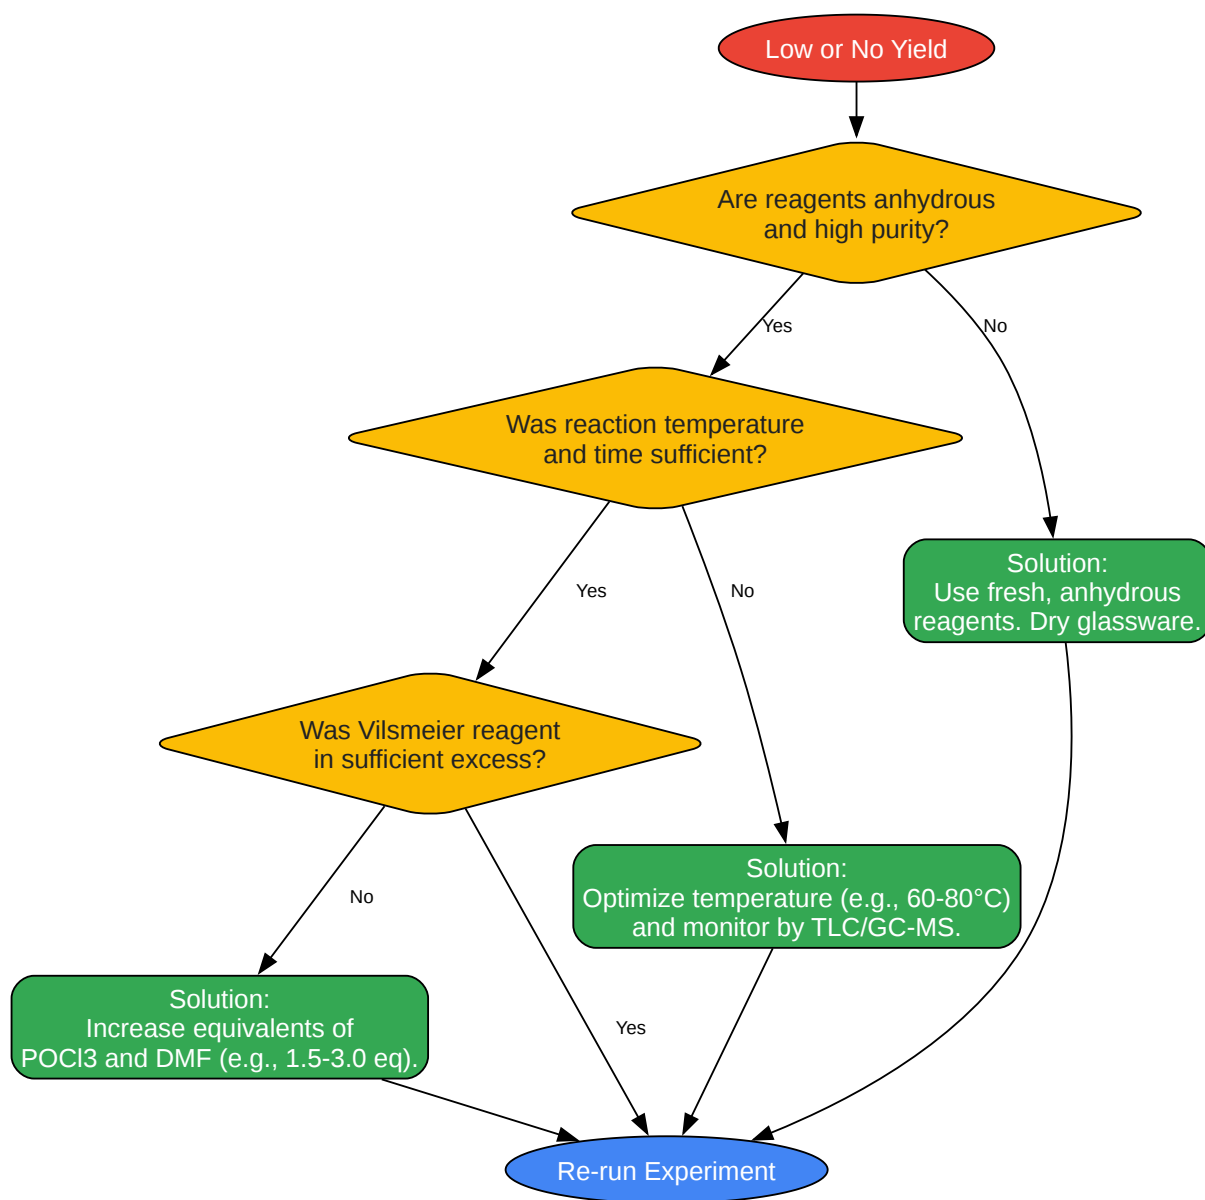 Low or No Yield
Are reagents anhydrous
and high purity?
Yes
No
Was reaction temperature
and time sufficient?
Yes
No
Solution:
Use fresh, anhydrous
reagents. Dry glassware.
Was Vilsmeier reagent
in sufficient excess?
No
Yes
Solution:
Optimize temperature (e.g., 60-80°C)
and monitor by TLC/GC-MS.
Solution:
Increase equivalents of
POCl3 and DMF (e.g., 1.5-3.0 eq).
Re-run Experiment